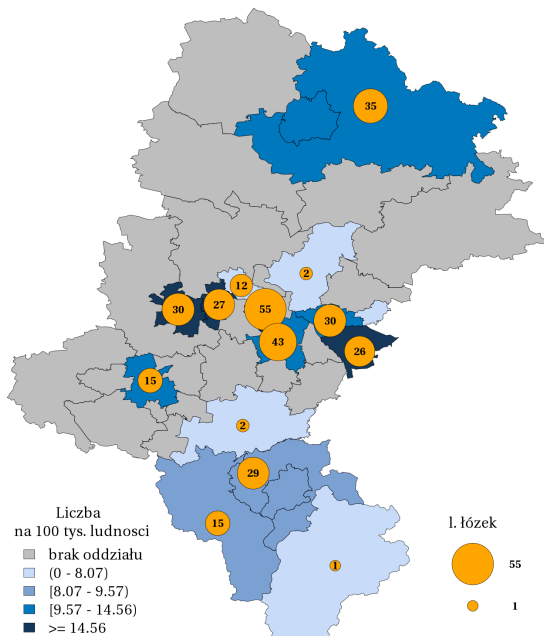 35
2
12
30
27
55
30
43
26
15
2
29
15
1
Liczba
na 100 tys. ludnosci
brak oddziału
(0 - 8.07)
[8.07 - 9.57)
[9.57 - 14.56)
>= 14.56
l. łózek
55
1